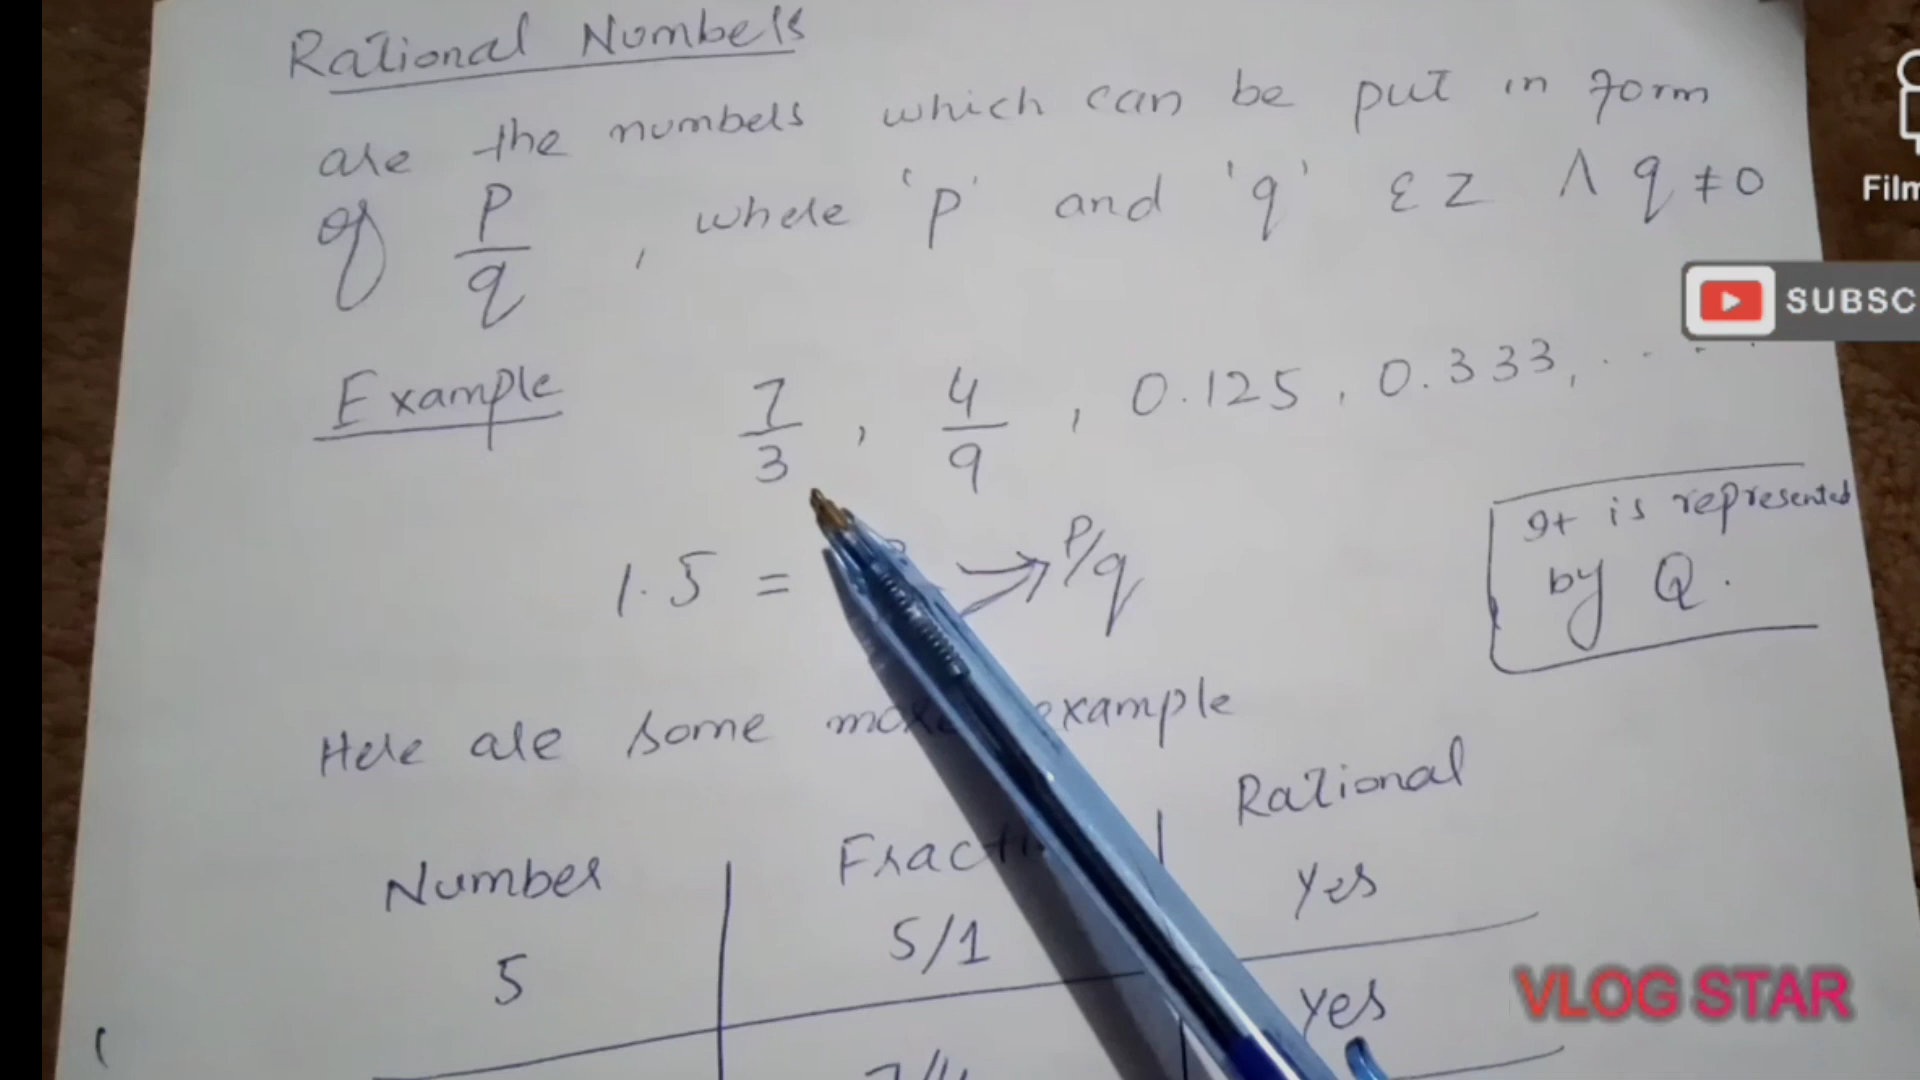 Rational Numbers
are the numbers which can be put in form
of p/q , where 'p' and 'q' ε Z Λ q ≠ 0
Example 7/3 , 4/9 , 0.125 , 0.333, . . . . .
1.5 = → p/q
It is represented
by Q .
Here are some example
Number Rational
5 5/1 Yes
Yes
Film
SUBSC
VLOG STAR